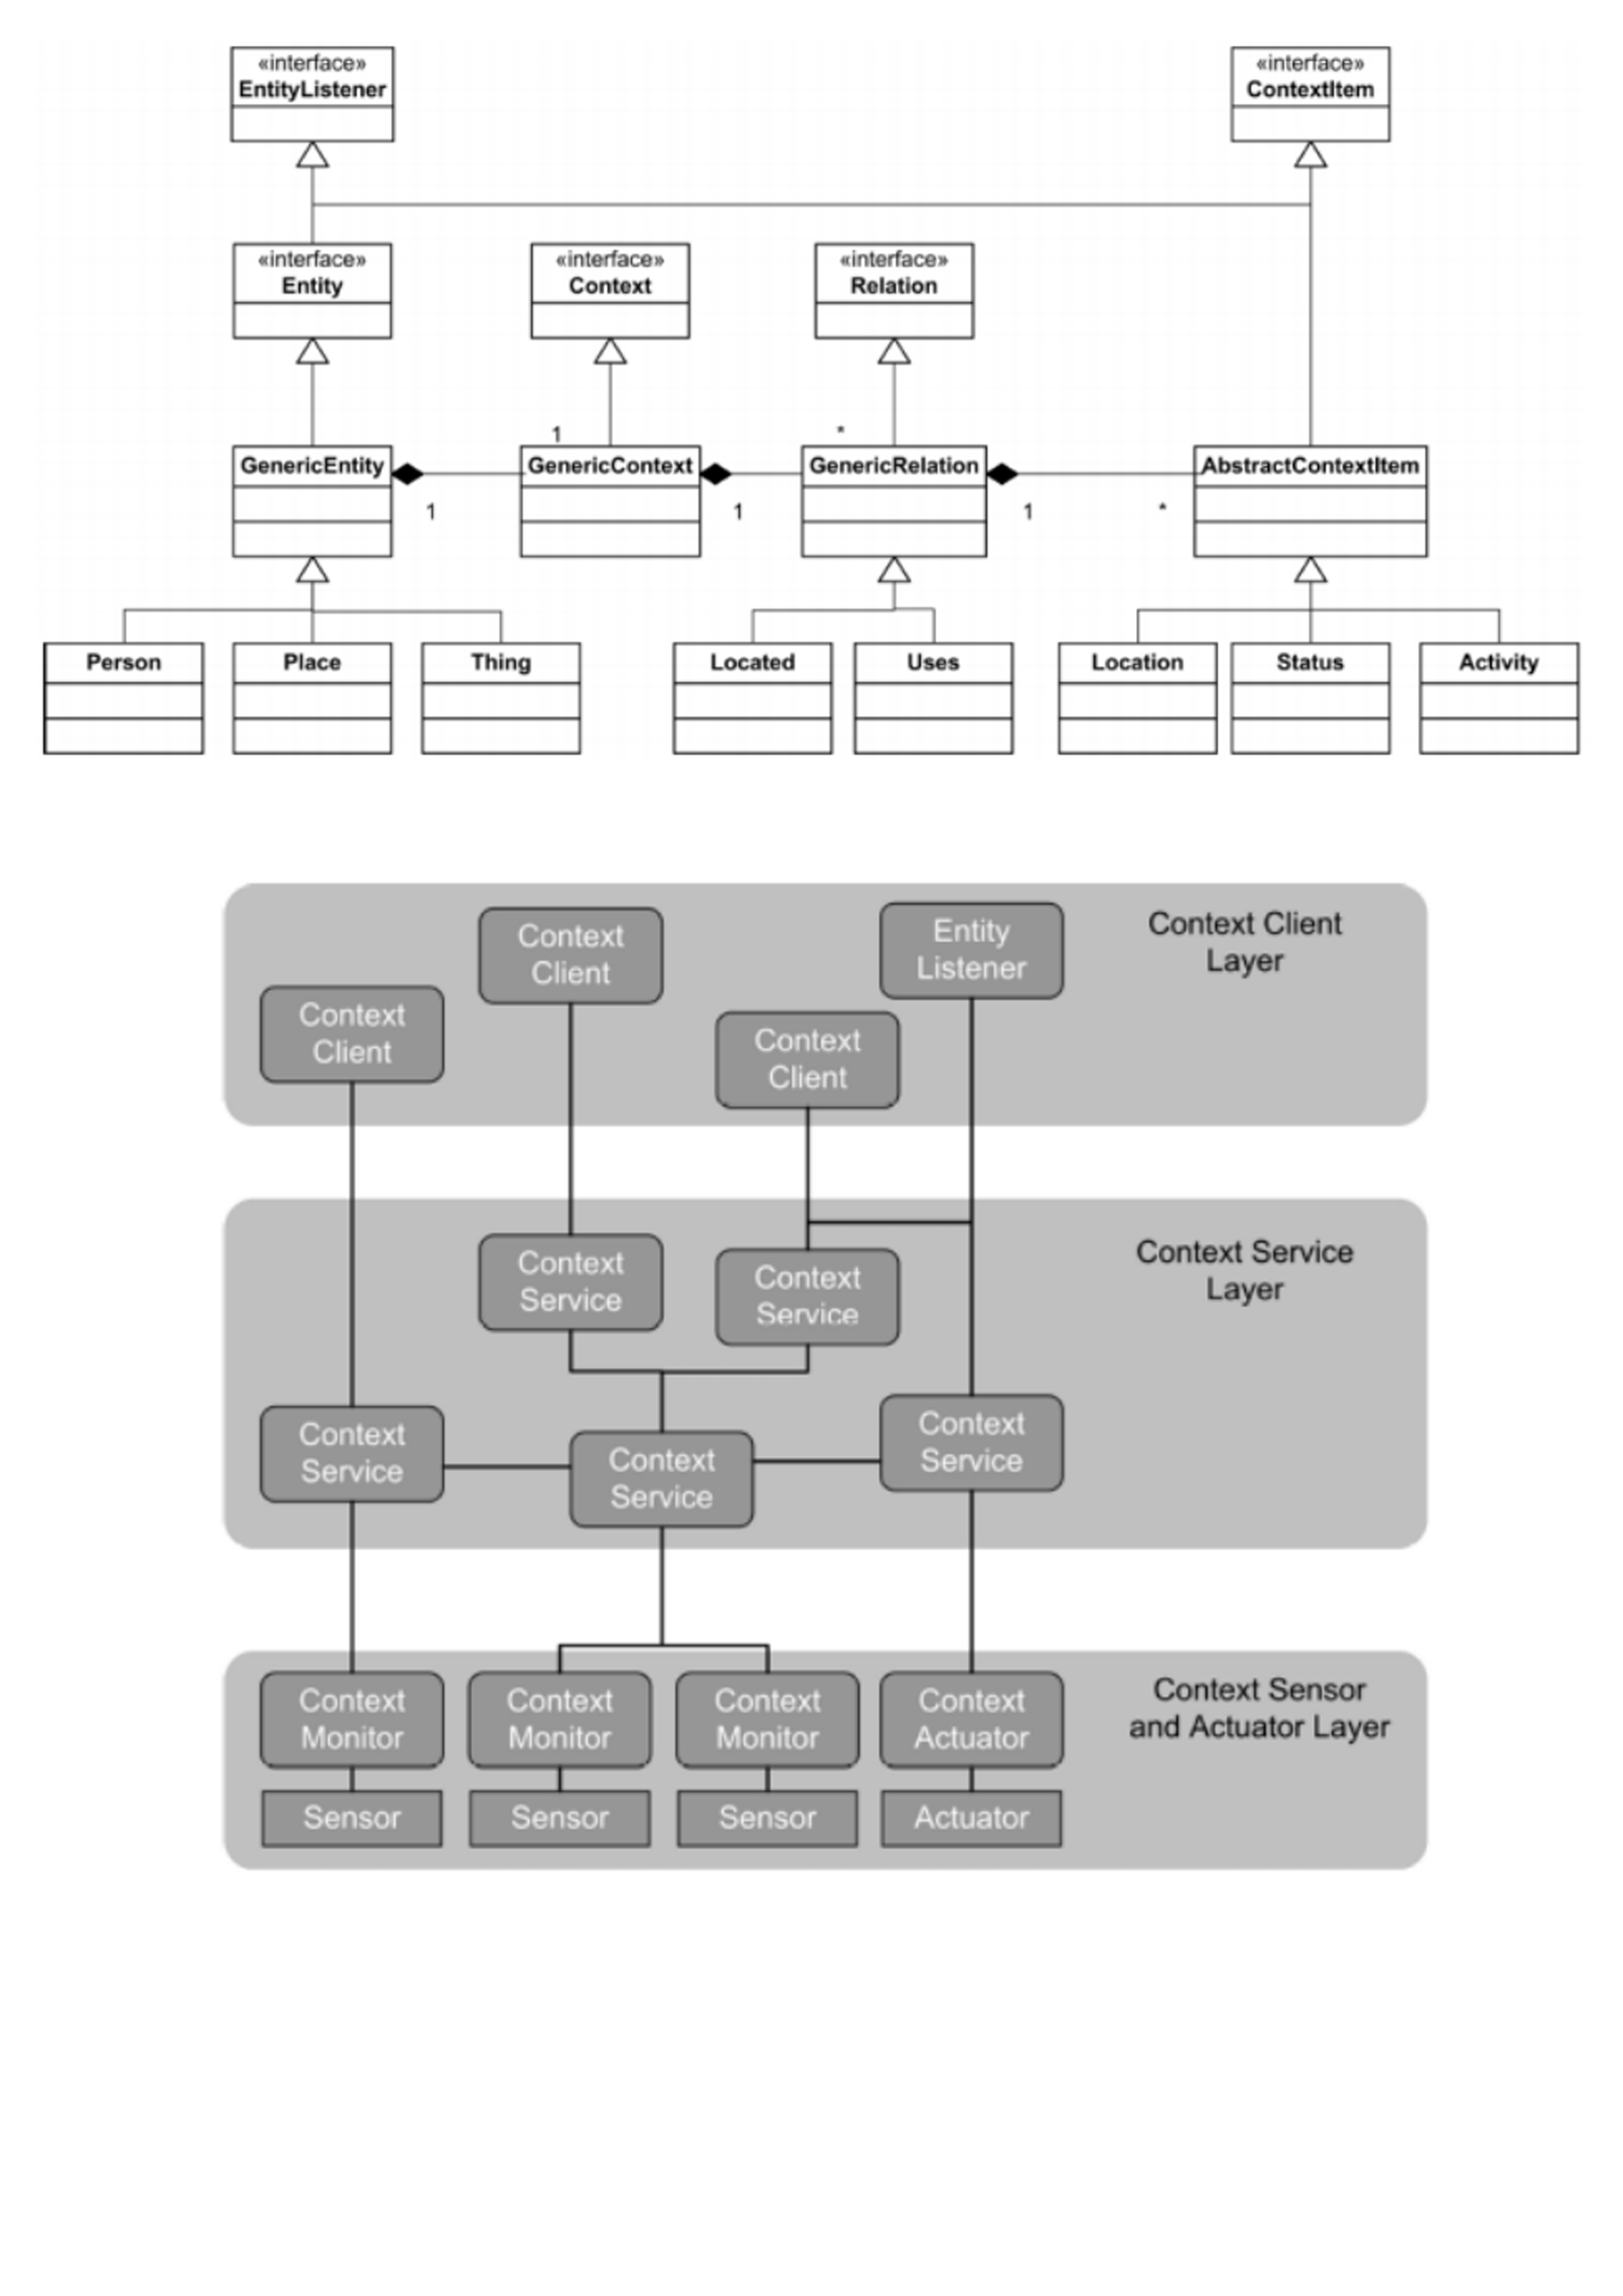 «interface»
EntityListener
«interface»
ContextItem
«interface»
Entity
«interface»
Context
«interface»
Relation
1
*
GenericEntity
GenericContext
GenericRelation
AbstractContextItem
1
1
1
*
Person
Place
Thing
Located
Uses
Location
Status
Activity
Context Client
Layer
Context
Client
Entity
Listener
Context
Client
Context
Client
Context Service
Layer
Context
Service
Context
Service
Context
Service
Context
Service
Context
Service
Context Sensor
and Actuator Layer
Context
Monitor
Context
Monitor
Context
Monitor
Context
Actuator
Sensor
Sensor
Sensor
Actuator